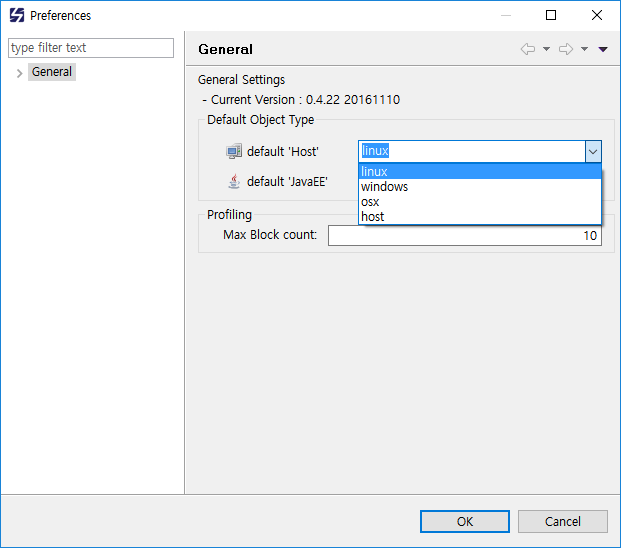 Preferences
type filter text
General
General
General Settings
- Current Version : 0.4.22 20161110
Default Object Type
default 'Host'
linux
linux
windows
osx
host
default 'JavaEE'
Profiling
Max Block count:
10
OK
Cancel